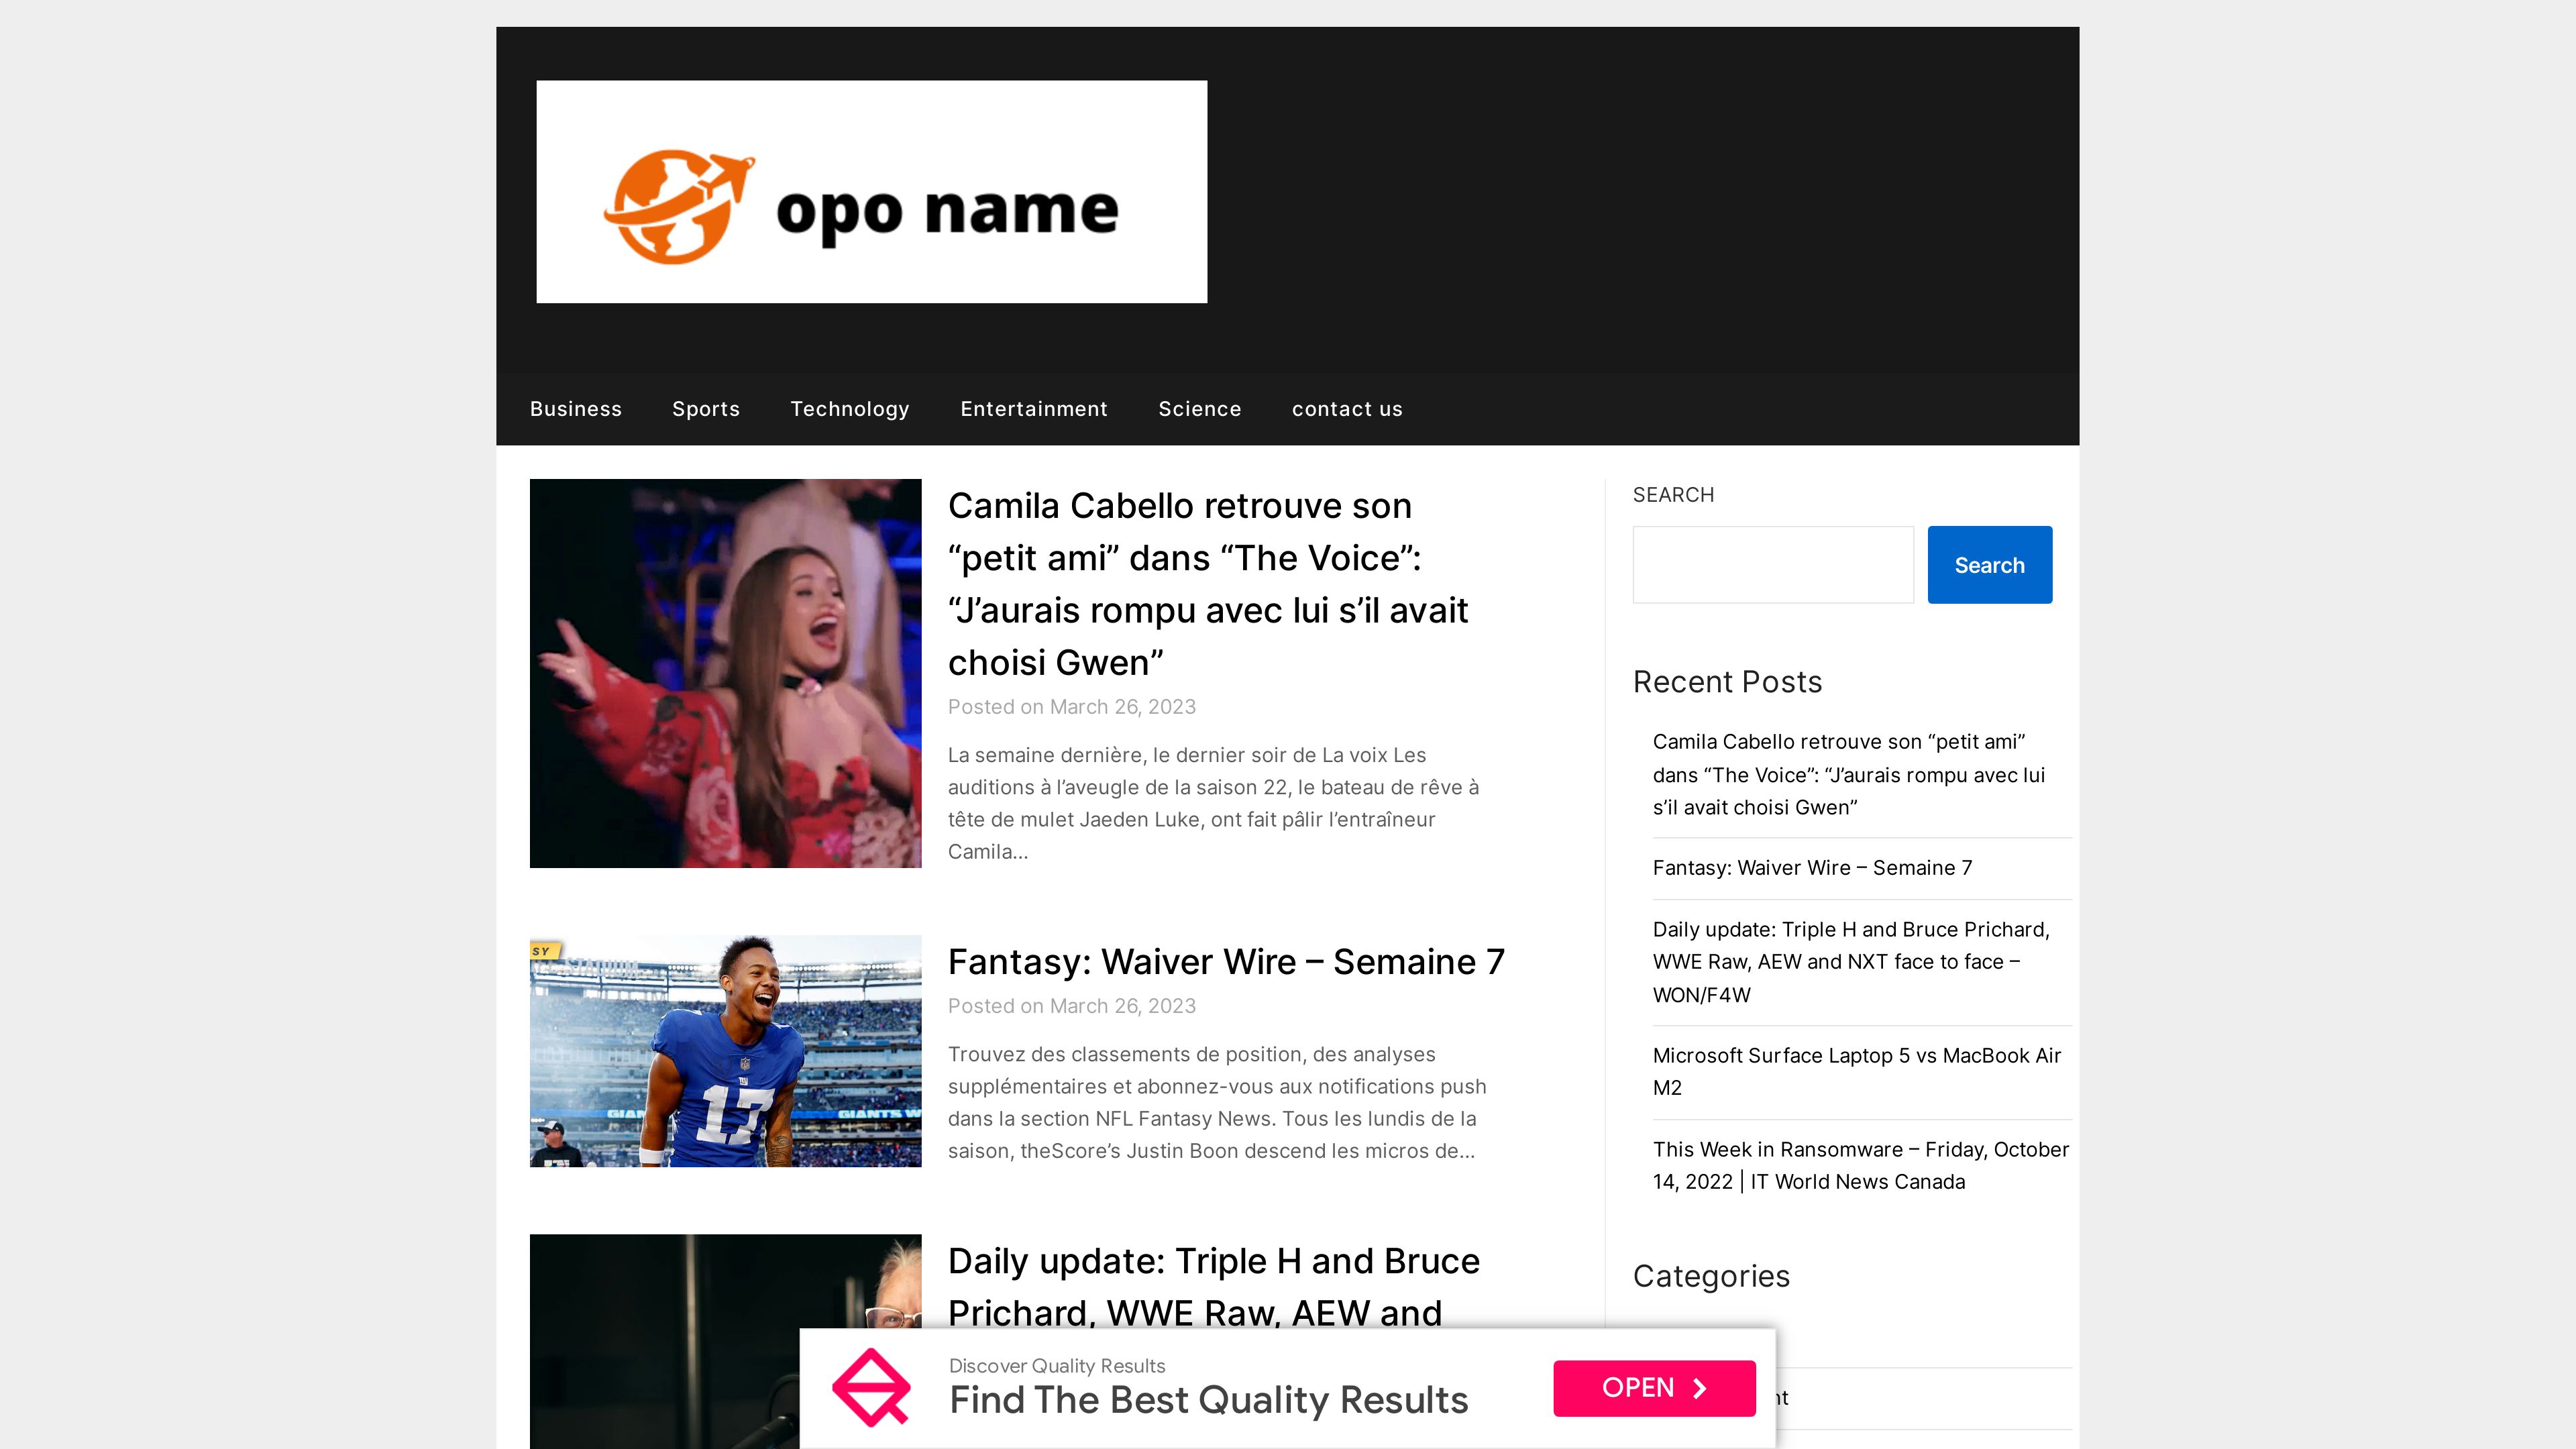 opo name
Business Sports Technology Entertainment Science contact us
Camila Cabello retrouve son
“petit ami” dans “The Voice”:
“J’aurais rompu avec lui s’il avait
choisi Gwen”
Posted on March 26, 2023
La semaine dernière, le dernier soir de La voix Les
auditions à l’aveugle de la saison 22, le bateau de rêve à
tête de mulet Jaeden Luke, ont fait pâlir l’entraîneur
Camila…
SY
GIANTS W
17
Fantasy: Waiver Wire – Semaine 7
Posted on March 26, 2023
Trouvez des classements de position, des analyses
supplémentaires et abonnez-vous aux notifications push
dans la section NFL Fantasy News. Tous les lundis de la
saison, theScore’s Justin Boon descend les micros de…
Daily update: Triple H and Bruce
Prichard, WWE Raw, AEW and
SEARCH
Search
Recent Posts
Camila Cabello retrouve son “petit ami”
dans “The Voice”: “J’aurais rompu avec lui
s’il avait choisi Gwen”
Fantasy: Waiver Wire – Semaine 7
Daily update: Triple H and Bruce Prichard,
WWE Raw, AEW and NXT face to face –
WON/F4W
Microsoft Surface Laptop 5 vs MacBook Air
M2
This Week in Ransomware – Friday, October
14, 2022 | IT World News Canada
Categories
nt
Discover Quality Results
Find The Best Quality Results
OPEN